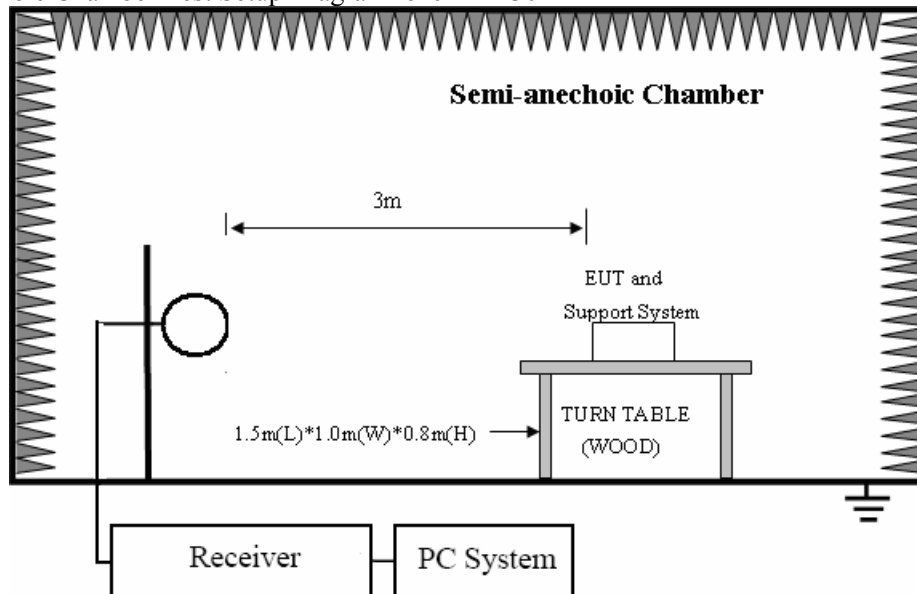 Semi-anechoic Chamber
3m
EUT and
Support System
1.5m(L)*1.0m(W)*0.8m(H)
TURN TABLE
(WOOD)
Receiver
PC System